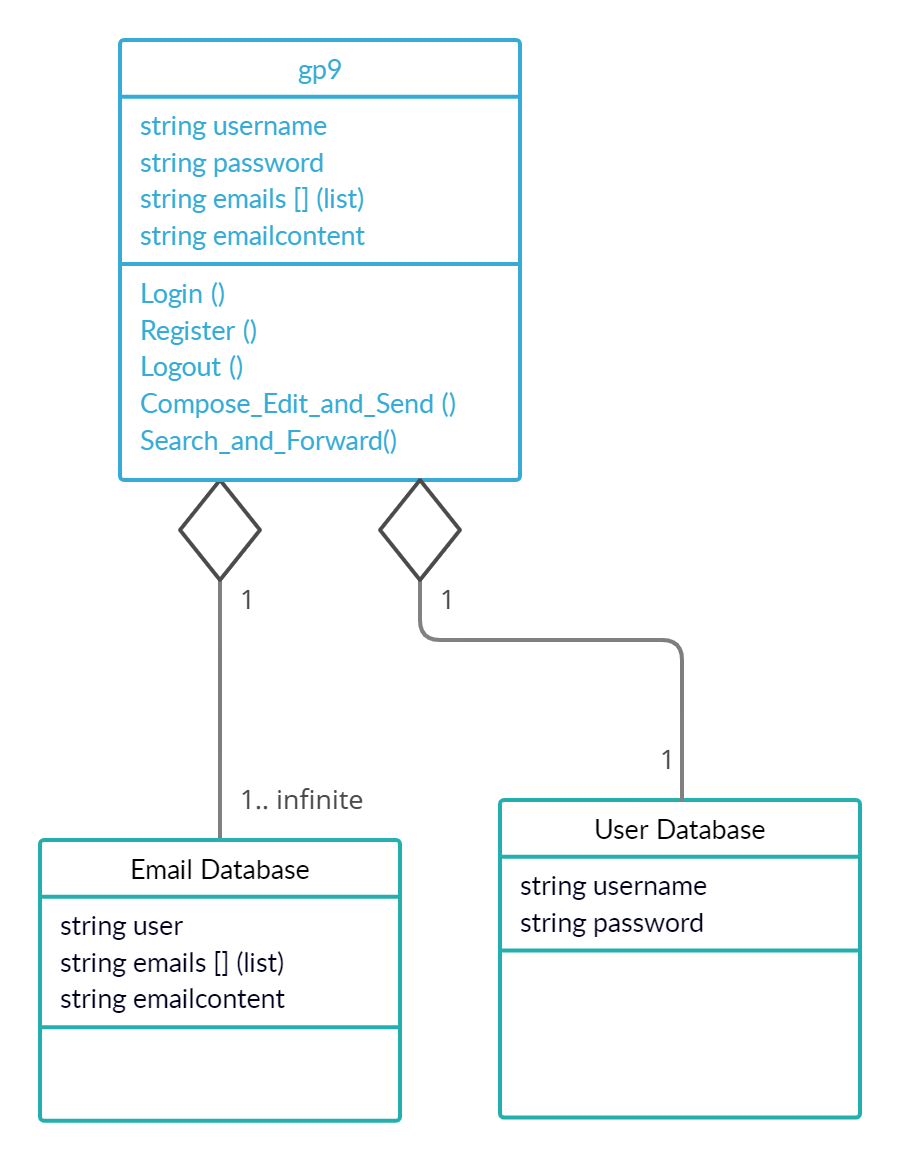 gp9
string username
string password
string emails [] (list)
string emailcontent
Login ()
Register ()
Logout ()
Compose_Edit_and_Send ()
Search_and_Forward()
1
1
1
1.. infinite
Email Database
string user
string emails [] (list)
string emailcontent
User Database
string username
string password